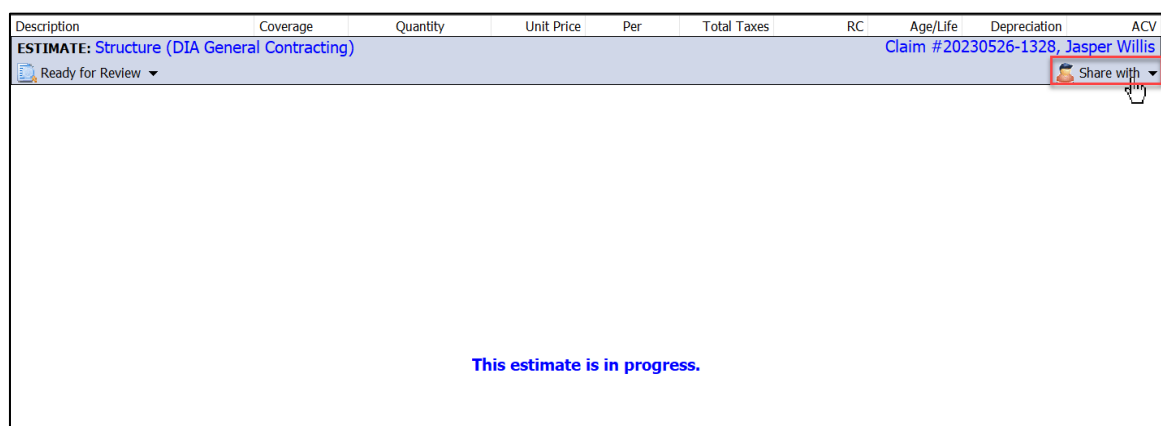 Description Coverage Quantity Unit Price Per Total Taxes RC Age/Life Depreciation ACV
ESTIMATE: Structure (DIA General Contracting) Claim #20230526-1328, Jasper Willis
Ready for Review Share with
This estimate is in progress.